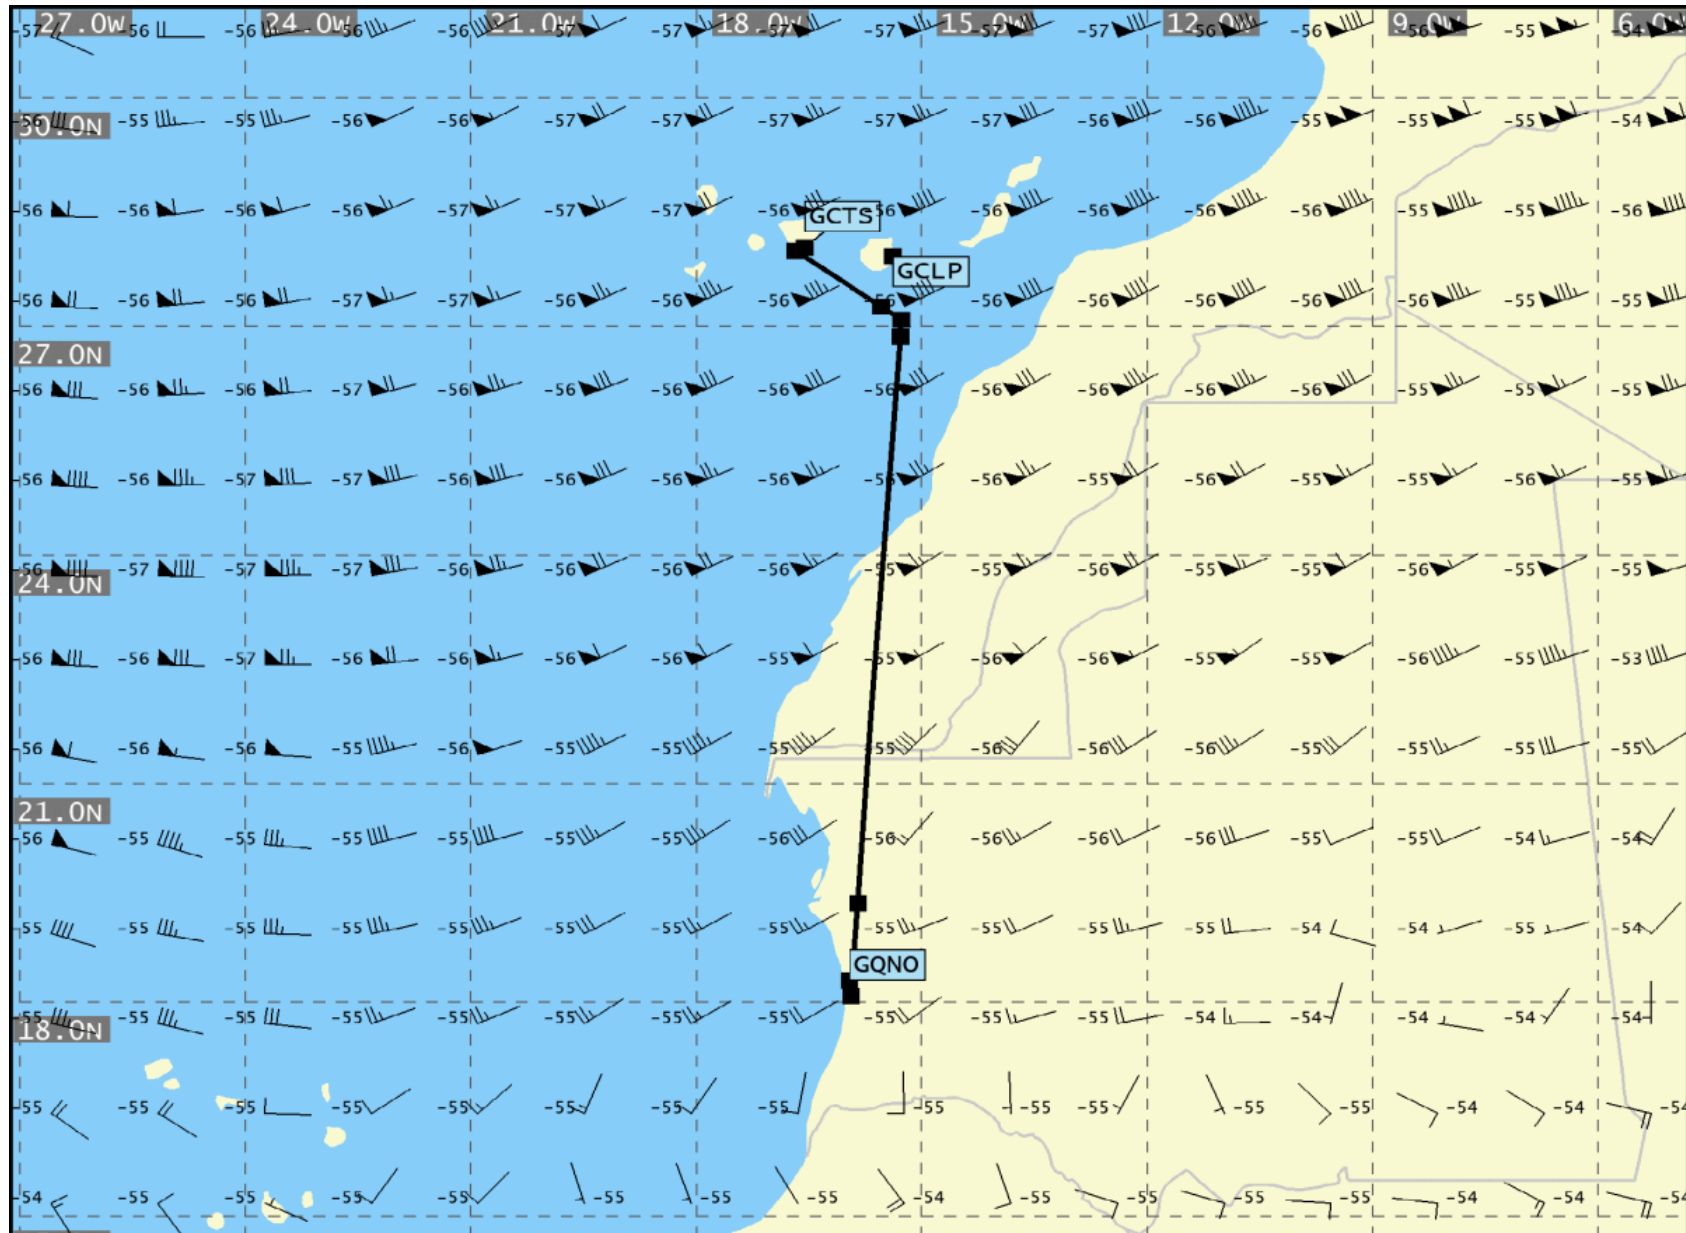 -57 27.0W -56 24.0W -56 21.0W -57 -57 18.0W -57 -57 15.0W -57 -57 12.0W -56 -56 9.0W -56 -55 6.0W -54
56 -55 -55 -56 -56 -57 -57 -57 -57 -56 -56 -55 -55 -55 -54
30.0N
56 -56 -56 -56 -57 -56 -57 -56 GCTS 56 -56 -56 -56 -56 -55 -55 -56
GCLP
56 -56 -56 -57 -57 -56 -56 -56 -56 -56 -56 -56 -56 -56 -55 -55
27.0N
56 -56 -56 -57 -56 -56 -56 -56 -56 -56 -56 -56 -55 -55 -55
56 -56 -57 -57 -56 -56 -56 -56 -56 -55 -56 -55 -55 -56 -55
56 -57 -57 -57 -56 -56 -56 -56 -55 -55 -56 -55 -55 -56 -55 -55
24.0N
56 -56 -57 -56 -56 -56 -56 -55 -55 -56 -56 -55 -55 -56 -55 -53
56 -56 -56 -55 -56 -55 -55 -55 -55 -56 -56 -56 -55 -55 -55 -55
21.0N
56 -55 -55 -55 -55 -55 -55 -56 -56 -56 -56 -56 -55 -55 -54 -54
55 -55 -55 -55 -55 -55 -55 -55 -55 -55 -55 -55 -54 -54 -55 -54
GQNO
55 -55 -55 -55 -55 -55 -55 -55 -55 -55 -55 -54 -54 -54 -54 -54
18.0N
-55 -55 -55 -55 -55 -55 -55 -55 -55 -55 -55 -55 -55 -54 -54 -54
-54 -55 -55 -55 -55 -55 -55 -55 -54 -55 -55 -55 -55 -54 -54 -54